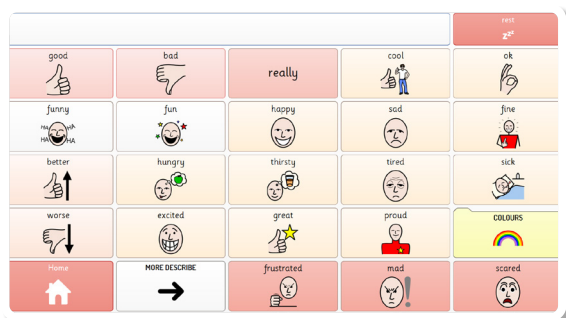 rest
zzz
good
bad
really
cool
ok
funny
HA HA
HA HA
fun
happy
sad
fine
better
hungry
thirsty
tired
sick
worse
excited
great
proud
COLOURS
Home
MORE DESCRIBE
frustrated
mad
!
scared